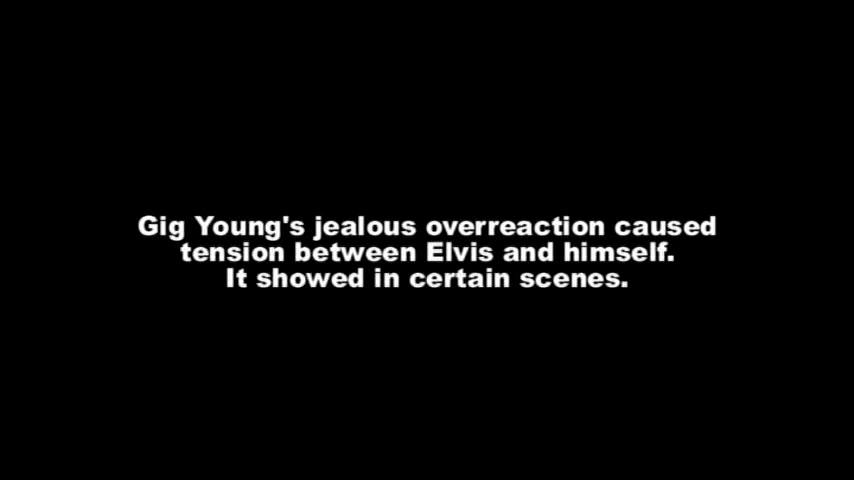 Gig Young's jealous overreaction caused
tension between Elvis and himself.
It showed in certain scenes.